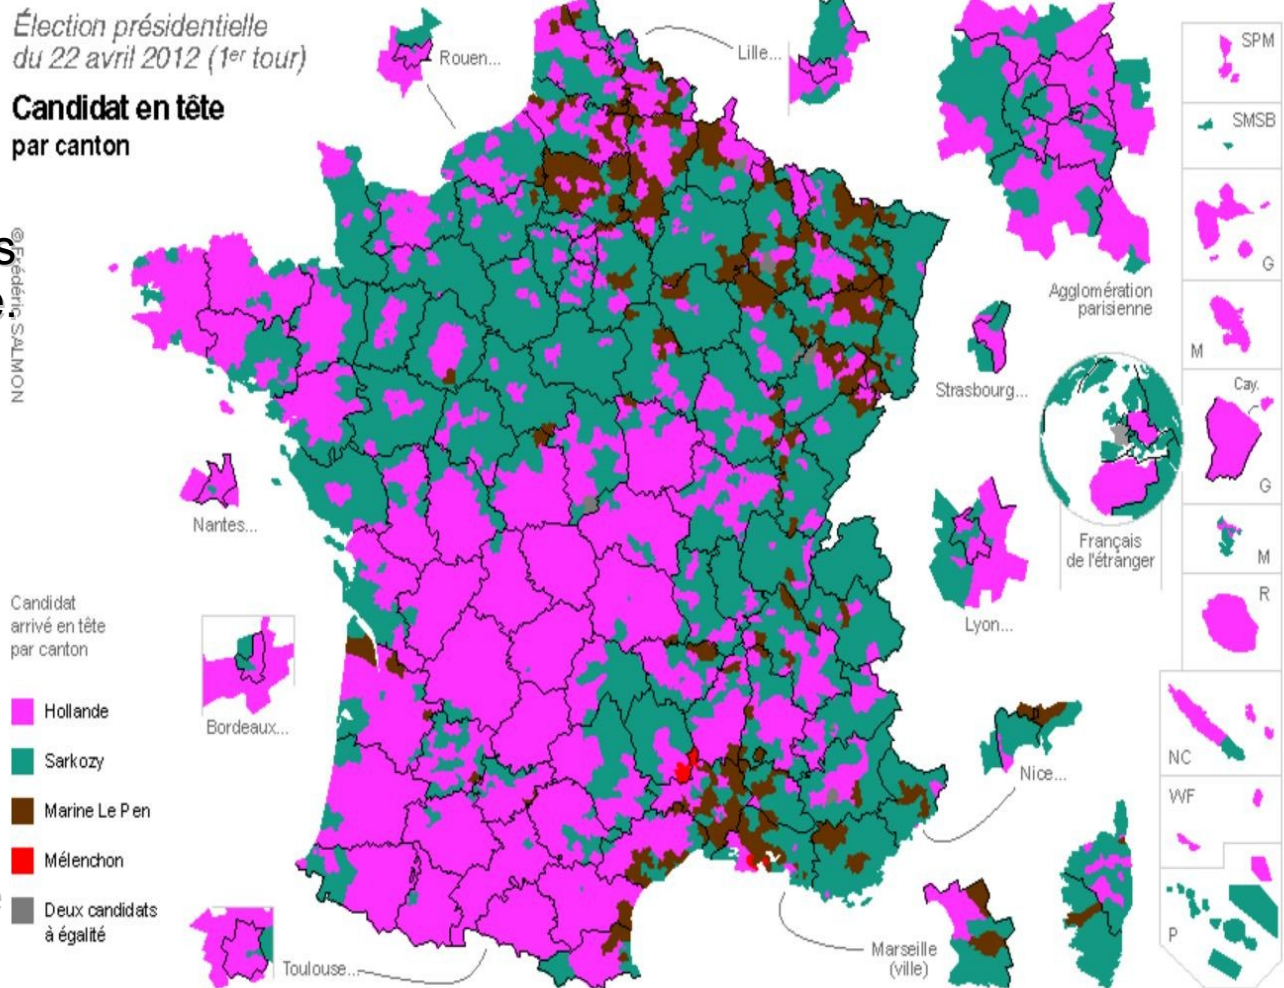 Élection présidentielle
du 22 avril 2012 (1er tour)
Candidat en tête
par canton
s
e.
© Frédéric SALMON
Rouen...
Lille...
SPM
SMSB
G
Agglomération
parisienne
M
Strasbourg...
Cay.
G
Nantes...
Français
de l'étranger
M
Candidat
arrivé en tête
par canton
R
Lyon...
Hollande
Sarkozy
Marine Le Pen
Mélenchon
Deux candidats
à égalité
Bordeaux...
NC
Nice...
WF
Toulouse...
Marseille
(ville)
P